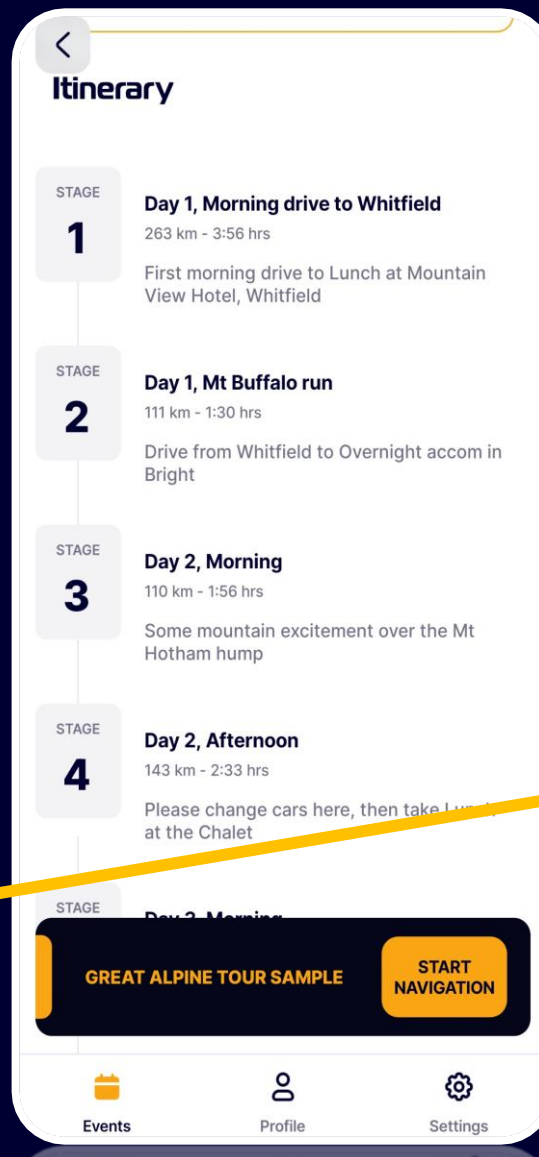 Itinerary
STAGE
1
Day 1, Morning drive to Whitfield
263 km - 3:56 hrs
First morning drive to Lunch at Mountain
View Hotel, Whitfield
STAGE
2
Day 1, Mt Buffalo run
111 km - 1:30 hrs
Drive from Whitfield to Overnight accom in
Bright
STAGE
3
Day 2, Morning
110 km - 1:56 hrs
Some mountain excitement over the Mt
Hotham hump
STAGE
4
Day 2, Afternoon
143 km - 2:33 hrs
Please change cars here, then take Lunch
at the Chalet
STAGE
Day 3, Morning
GREAT ALPINE TOUR SAMPLE
START
NAVIGATION
Events
Profile
Settings